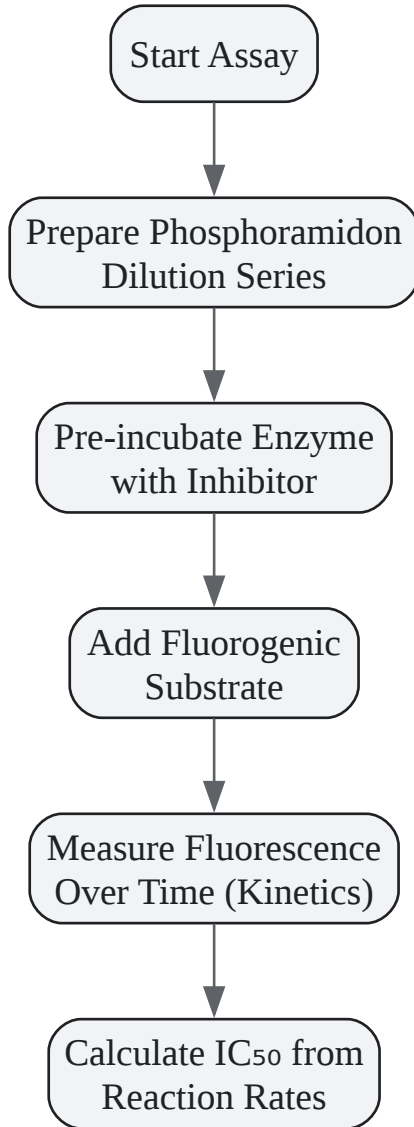 Start Assay
Prepare Phosphoramidon
Dilution Series
Pre-incubate Enzyme
with Inhibitor
Add Fluorogenic
Substrate
Measure Fluorescence
Over Time (Kinetics)
Calculate IC₅₀ from
Reaction Rates